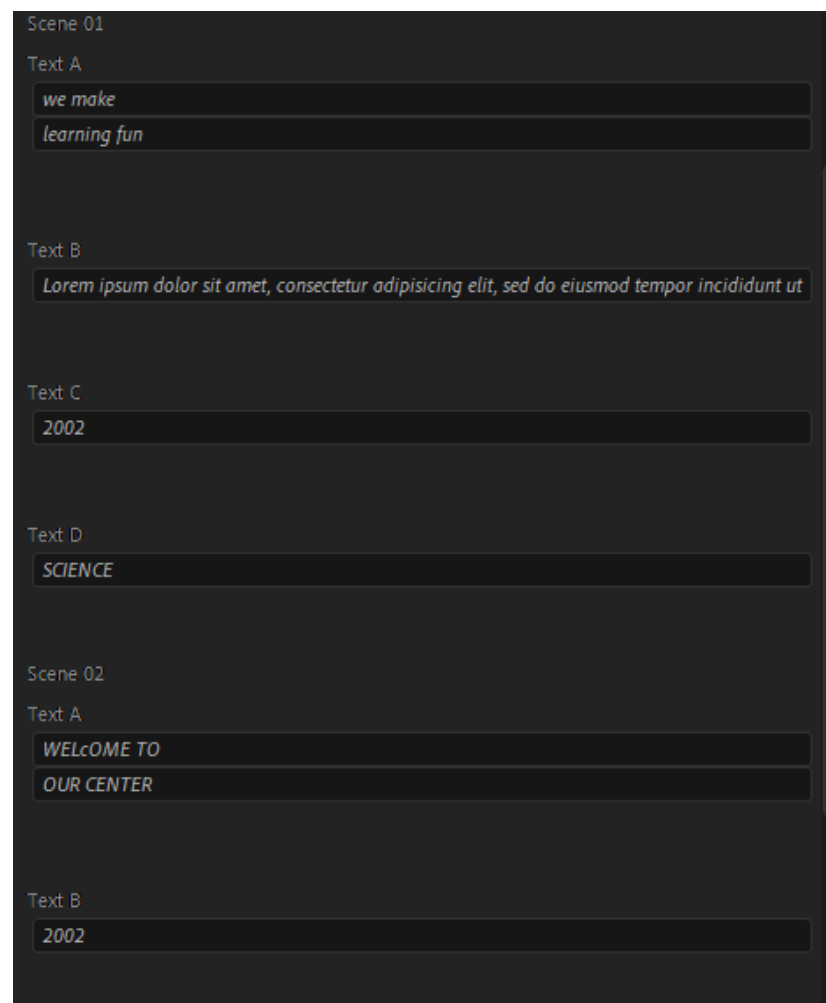 Scene 01
Text A
we make
learning fun
Text B
Lorem ipsum dolor sit amet, consectetur adipisicing elit, sed do eiusmod tempor incididunt ut
Text C
2002
Text D
SCIENCE
Scene 02
Text A
WELcOME TO
OUR CENTER
Text B
2002